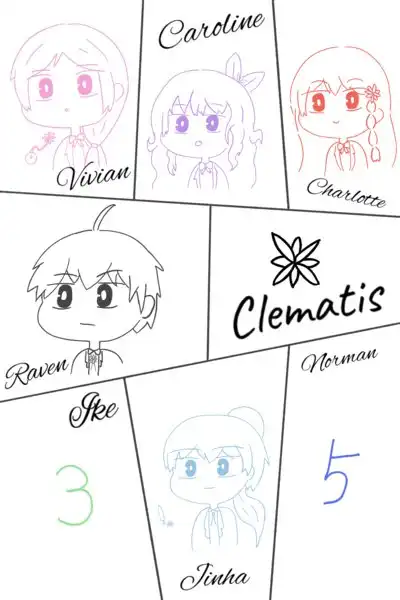 Caroline
Vivian
Charlotte
Clematis
Raven
Norman
Ike
3
5
Jinha